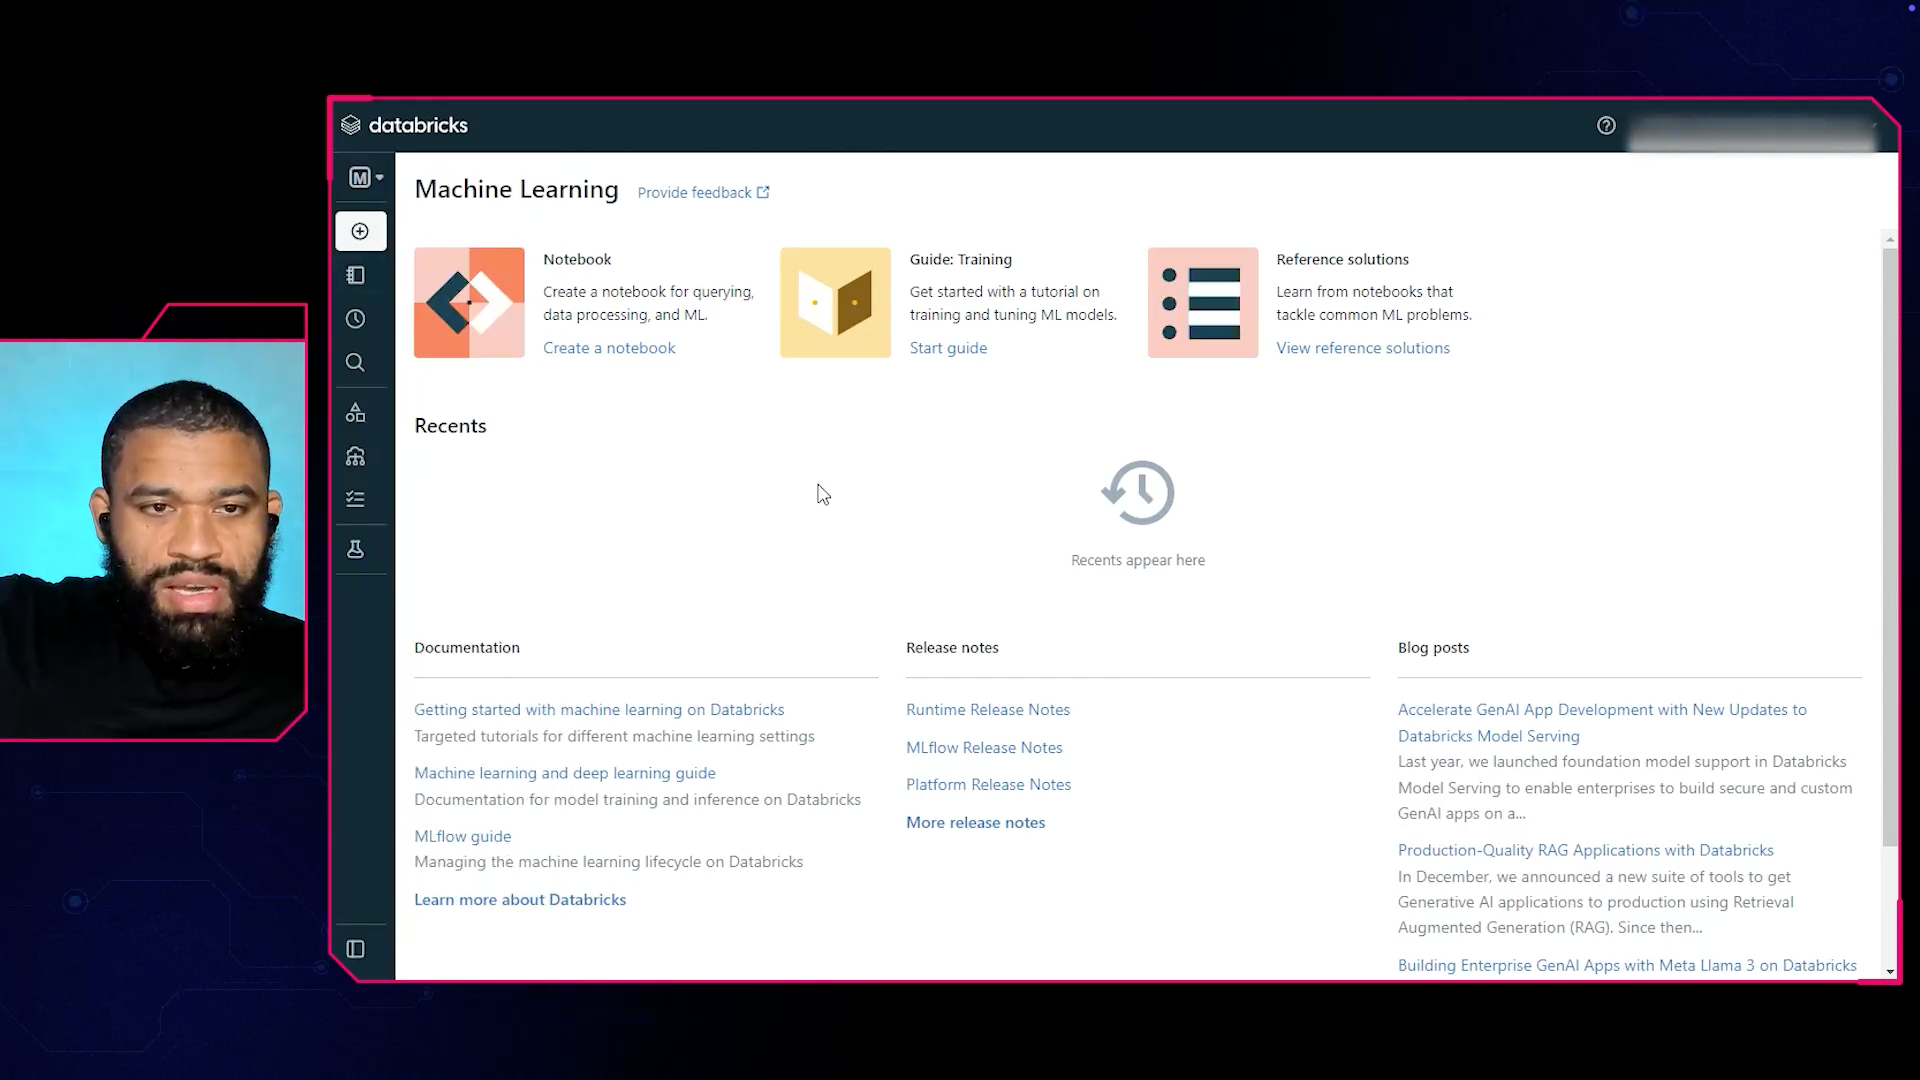 databricks
M
Machine Learning
Provide feedback
Notebook
Create a notebook for querying,
data processing, and ML.
Create a notebook
Guide: Training
Get started with a tutorial on
training and tuning ML models.
Start guide
Reference solutions
Learn from notebooks that
tackle common ML problems.
View reference solutions
Recents
Recents appear here
Documentation
Getting started with machine learning on Databricks
Targeted tutorials for different machine learning settings
Machine learning and deep learning guide
Documentation for model training and inference on Databricks
MLflow guide
Managing the machine learning lifecycle on Databricks
Learn more about Databricks
Release notes
Runtime Release Notes
MLflow Release Notes
Platform Release Notes
More release notes
Blog posts
Accelerate GenAI App Development with New Updates to
Databricks Model Serving
Last year, we launched foundation model support in Databricks
Model Serving to enable enterprises to build secure and custom
GenAI apps on a...
Production-Quality RAG Applications with Databricks
In December, we announced a new suite of tools to get
Generative AI applications to production using Retrieval
Augmented Generation (RAG). Since then...
Building Enterprise GenAI Apps with Meta Llama 3 on Databricks